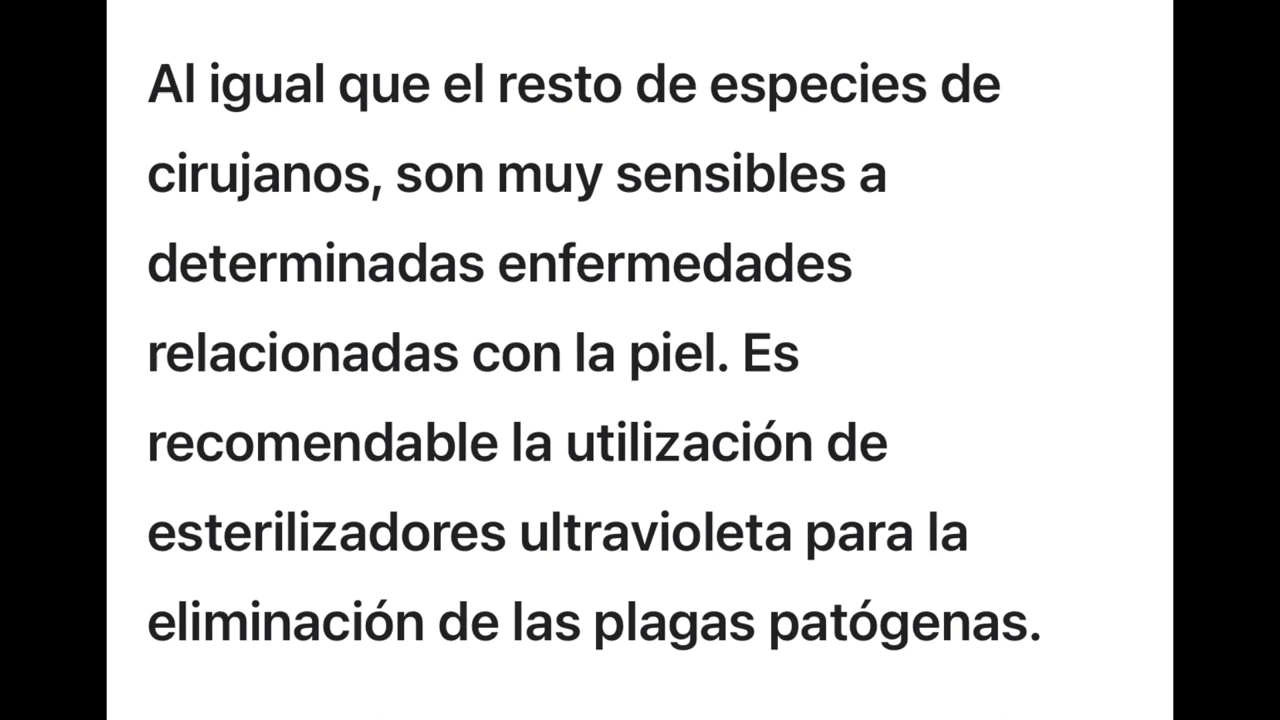 Al igual que el resto de especies de
cirujanos, son muy sensibles a
determinadas enfermedades
relacionadas con la piel. Es
recomendable la utilización de
esterilizadores ultravioleta para la
eliminación de las plagas patógenas.